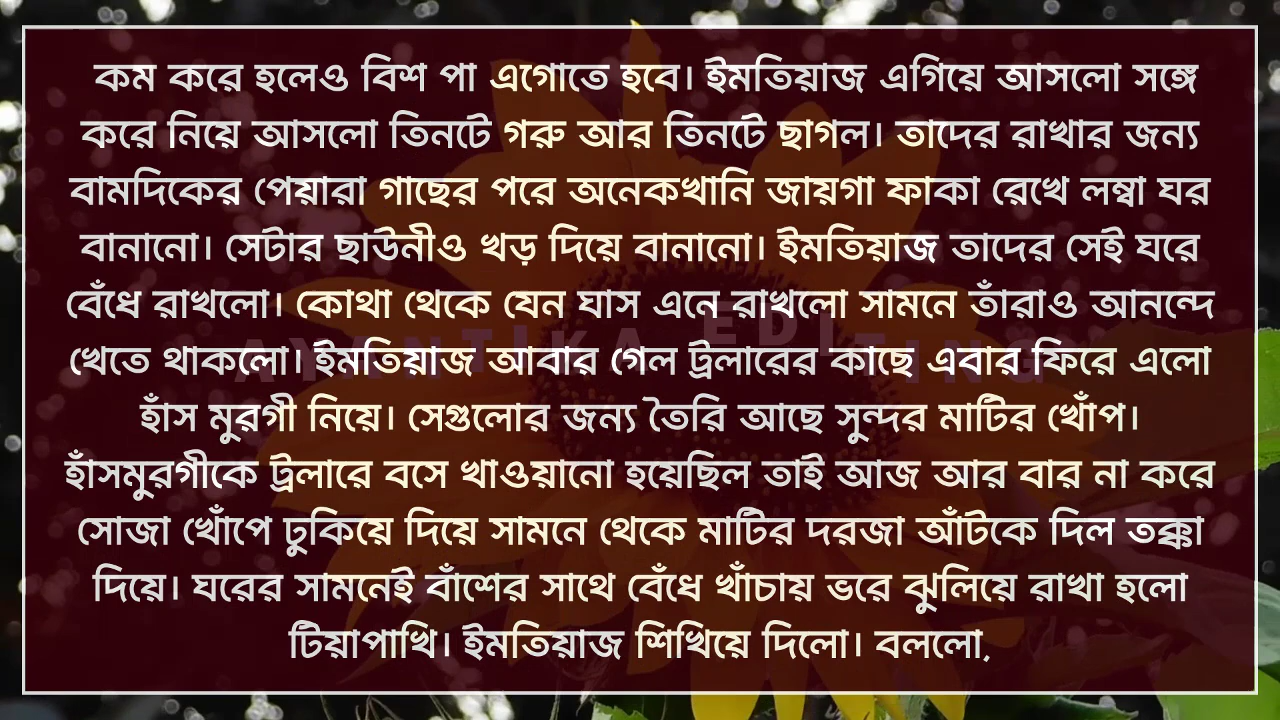 কম করে হলেও বিশ পা এগোতে হবে। ইমতিয়াজ এগিয়ে আসলো সঙ্গে
করে নিয়ে আসলো তিনটে গরু আর তিনটে ছাগল। তাদের রাখার জন্য
বামদিকের পেয়ারা গাছের পরে অনেকখানি জায়গা ফাকা রেখে লম্বা ঘর
বানানো। সেটার ছাউনীও খড় দিয়ে বানানো। ইমতিয়াজ তাদের সেই ঘরে
বেঁধে রাখলো। কোথা থেকে যেন ঘাস এনে রাখলো সামনে তাঁরাও আনন্দে
খেতে থাকলো। ইমতিয়াজ আবার গেল ট্রলারের কাছে এবার ফিরে এলো
হাঁস মুরগী নিয়ে। সেগুলোর জন্য তৈরি আছে সুন্দর মাটির খোঁপ।
হাঁসমুরগীকে ট্রলারে বসে খাওয়ানো হয়েছিল তাই আজ আর বার না করে
সোজা খোঁপে ঢুকিয়ে দিয়ে সামনে থেকে মাটির দরজা আঁটকে দিল তক্কা
দিয়ে। ঘরের সামনেই বাঁশের সাথে বেঁধে খাঁচায় ভরে ঝুলিয়ে রাখা হলো
টিয়াপাখি। ইমতিয়াজ শিখিয়ে দিলো। বললো,
AYANTIKA EDITING